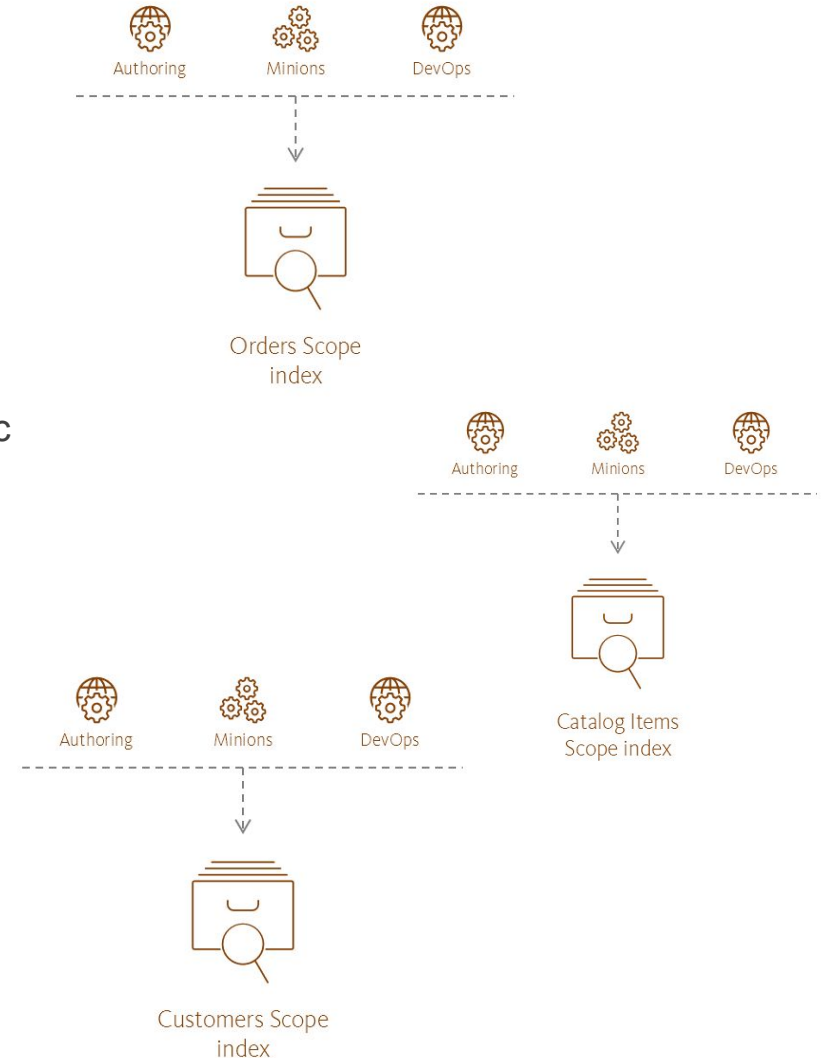 Authoring
Minions
DevOps
Orders Scope
index
c
Authoring
Minions
DevOps
Catalog Items
Scope index
Authoring
Minions
DevOps
Customers Scope
index